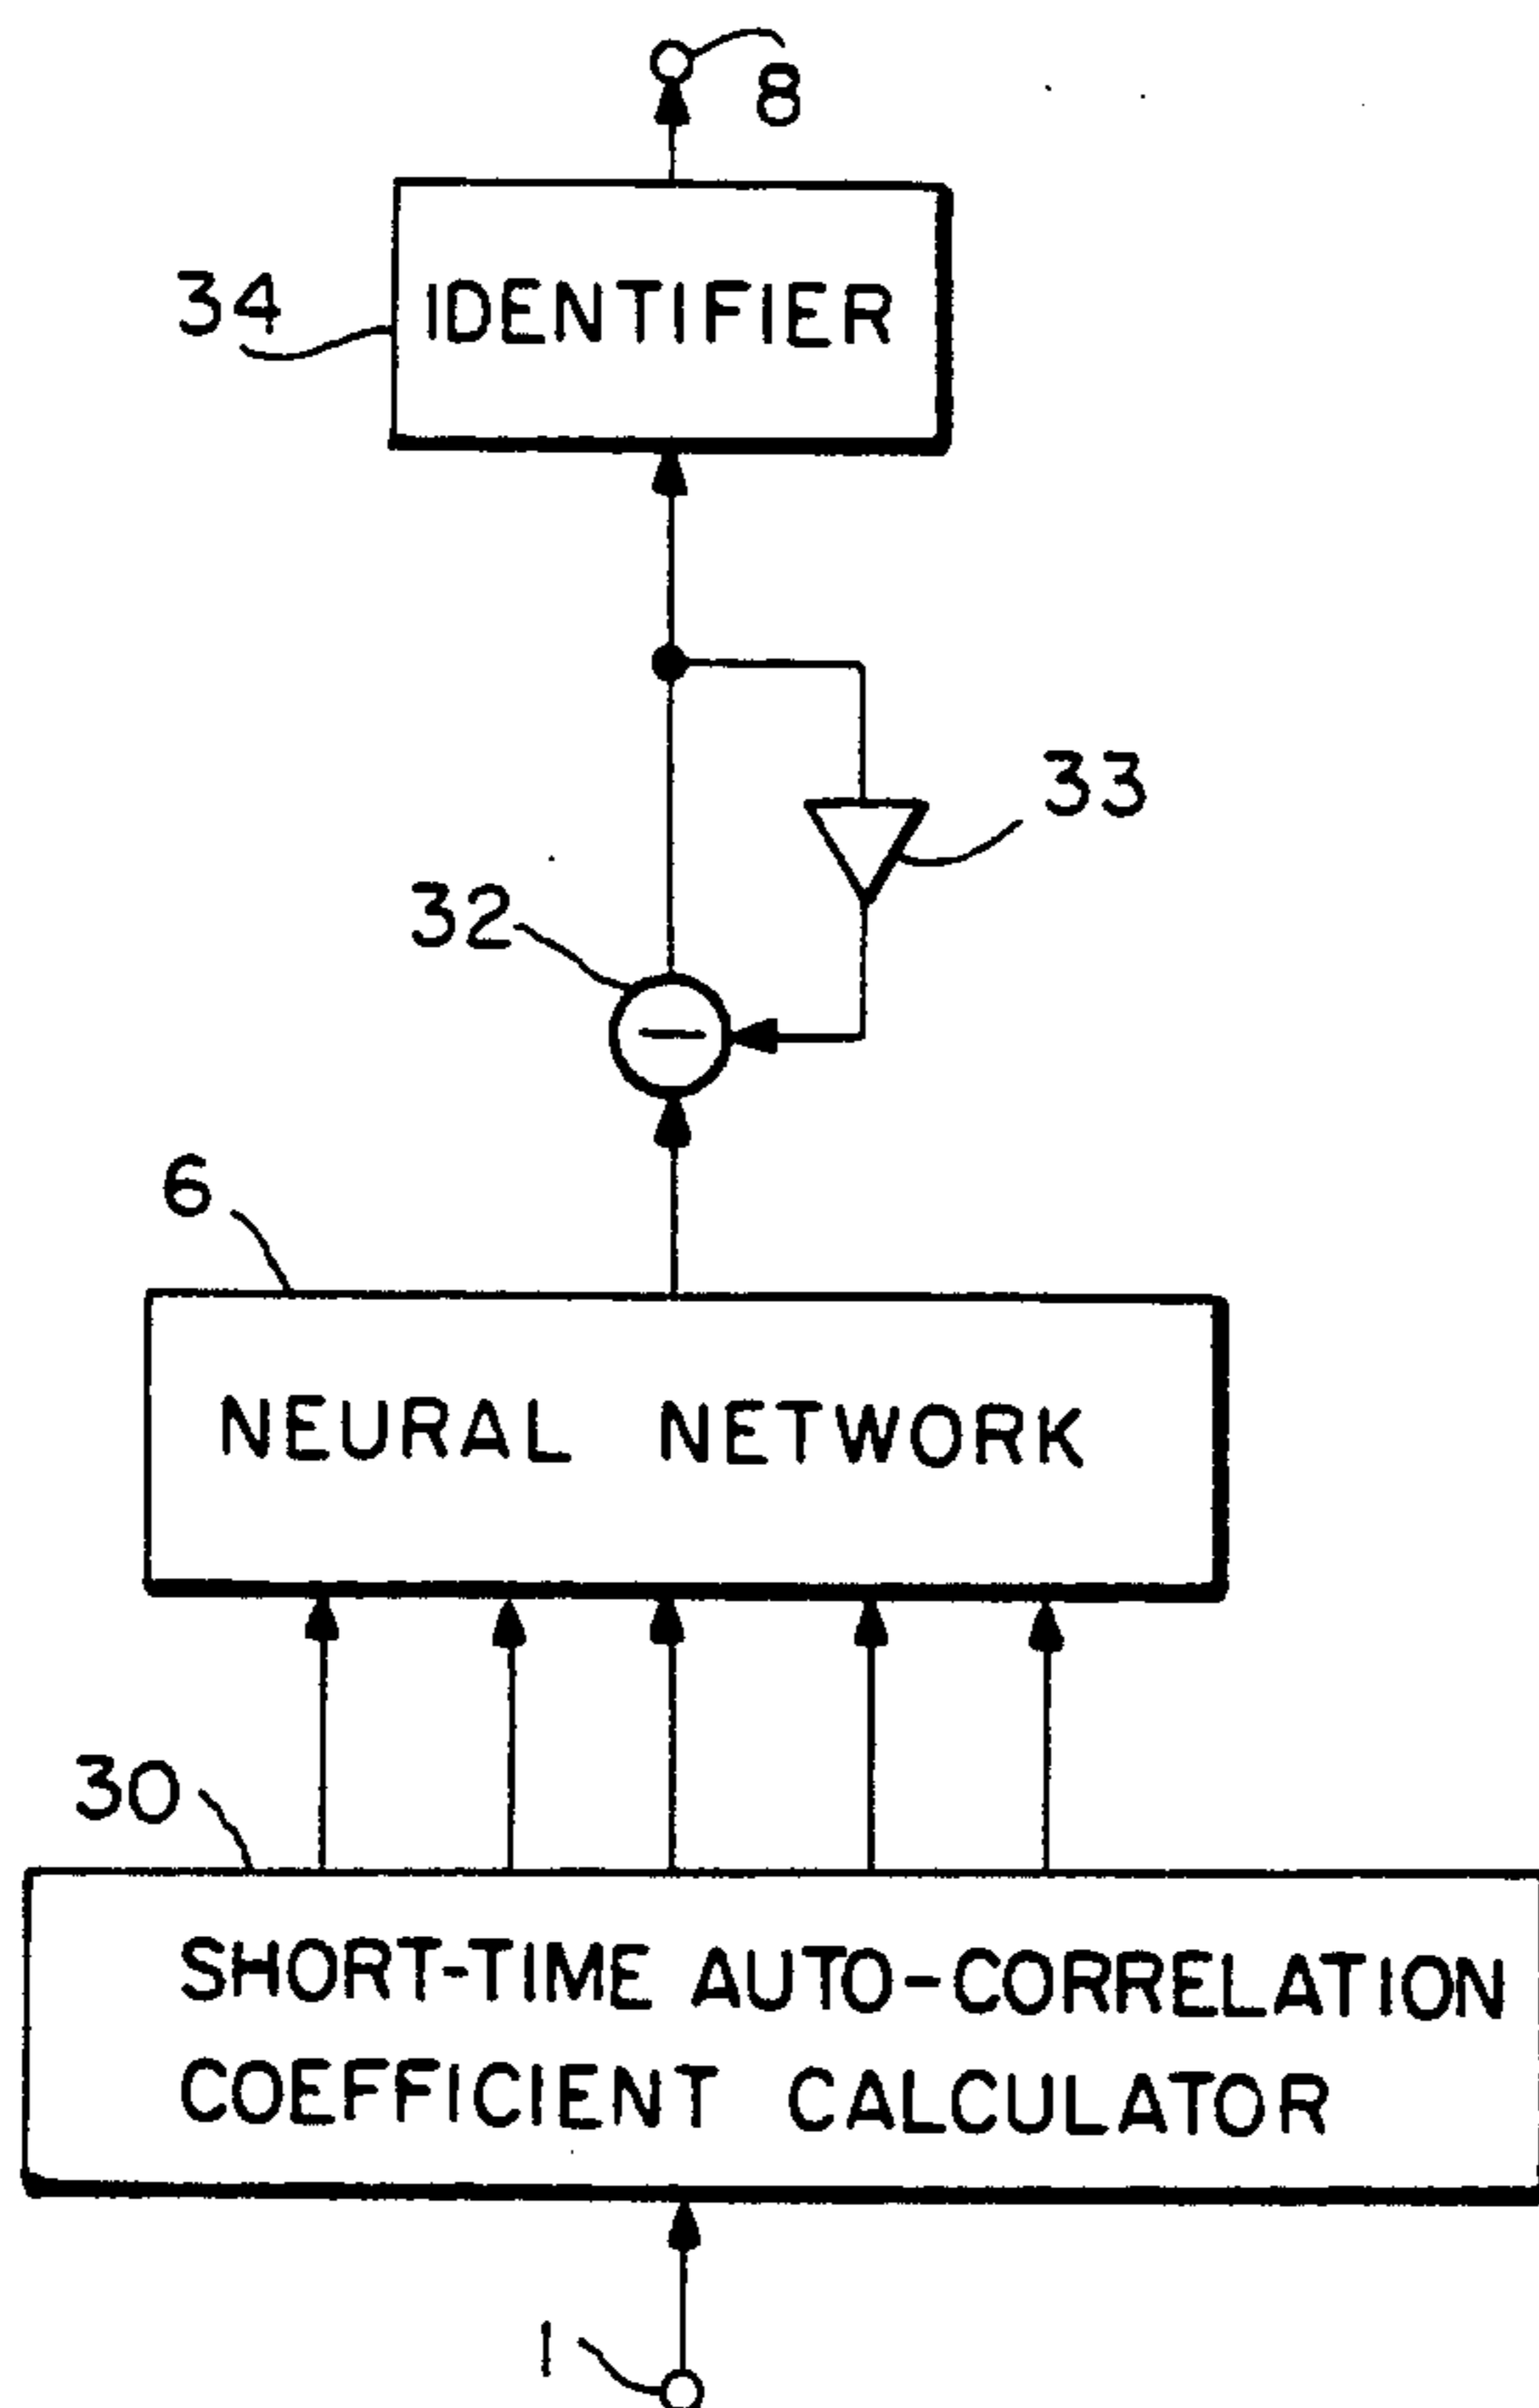 8
34
IDENTIFIER
33
32
6
NEURAL NETWORK
30
SHORT-TIME AUTO-CORRELATION
COEFFICIENT CALCULATOR
1